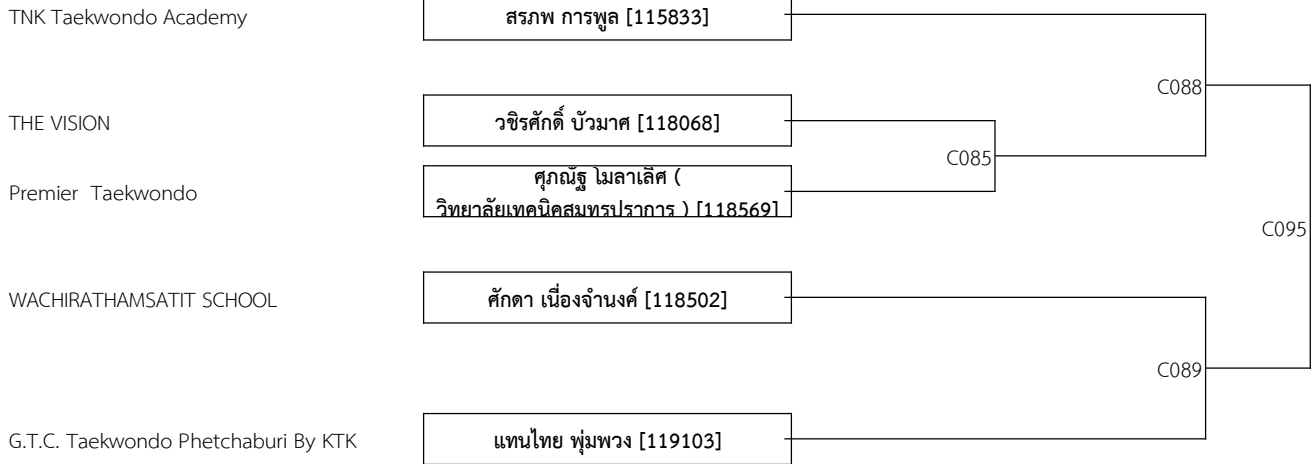 TNK Taekwondo Academy
สรภพ การพูล [115833]
C088
THE VISION
วชิรศักดิ์ บัวมาศ [118068]
C085
Premier Taekwondo
ศุภณัฐ โมลาเลิศ (
วิทยาลัยเทคนิคสมุทรปราการ ) [118569]
C095
WACHIRATHAMSATIT SCHOOL
ศักดา เนื่องจำนงค์ [118502]
C089
G.T.C. Taekwondo Phetchaburi By KTK
แทนไทย พุ่มพวง [119103]